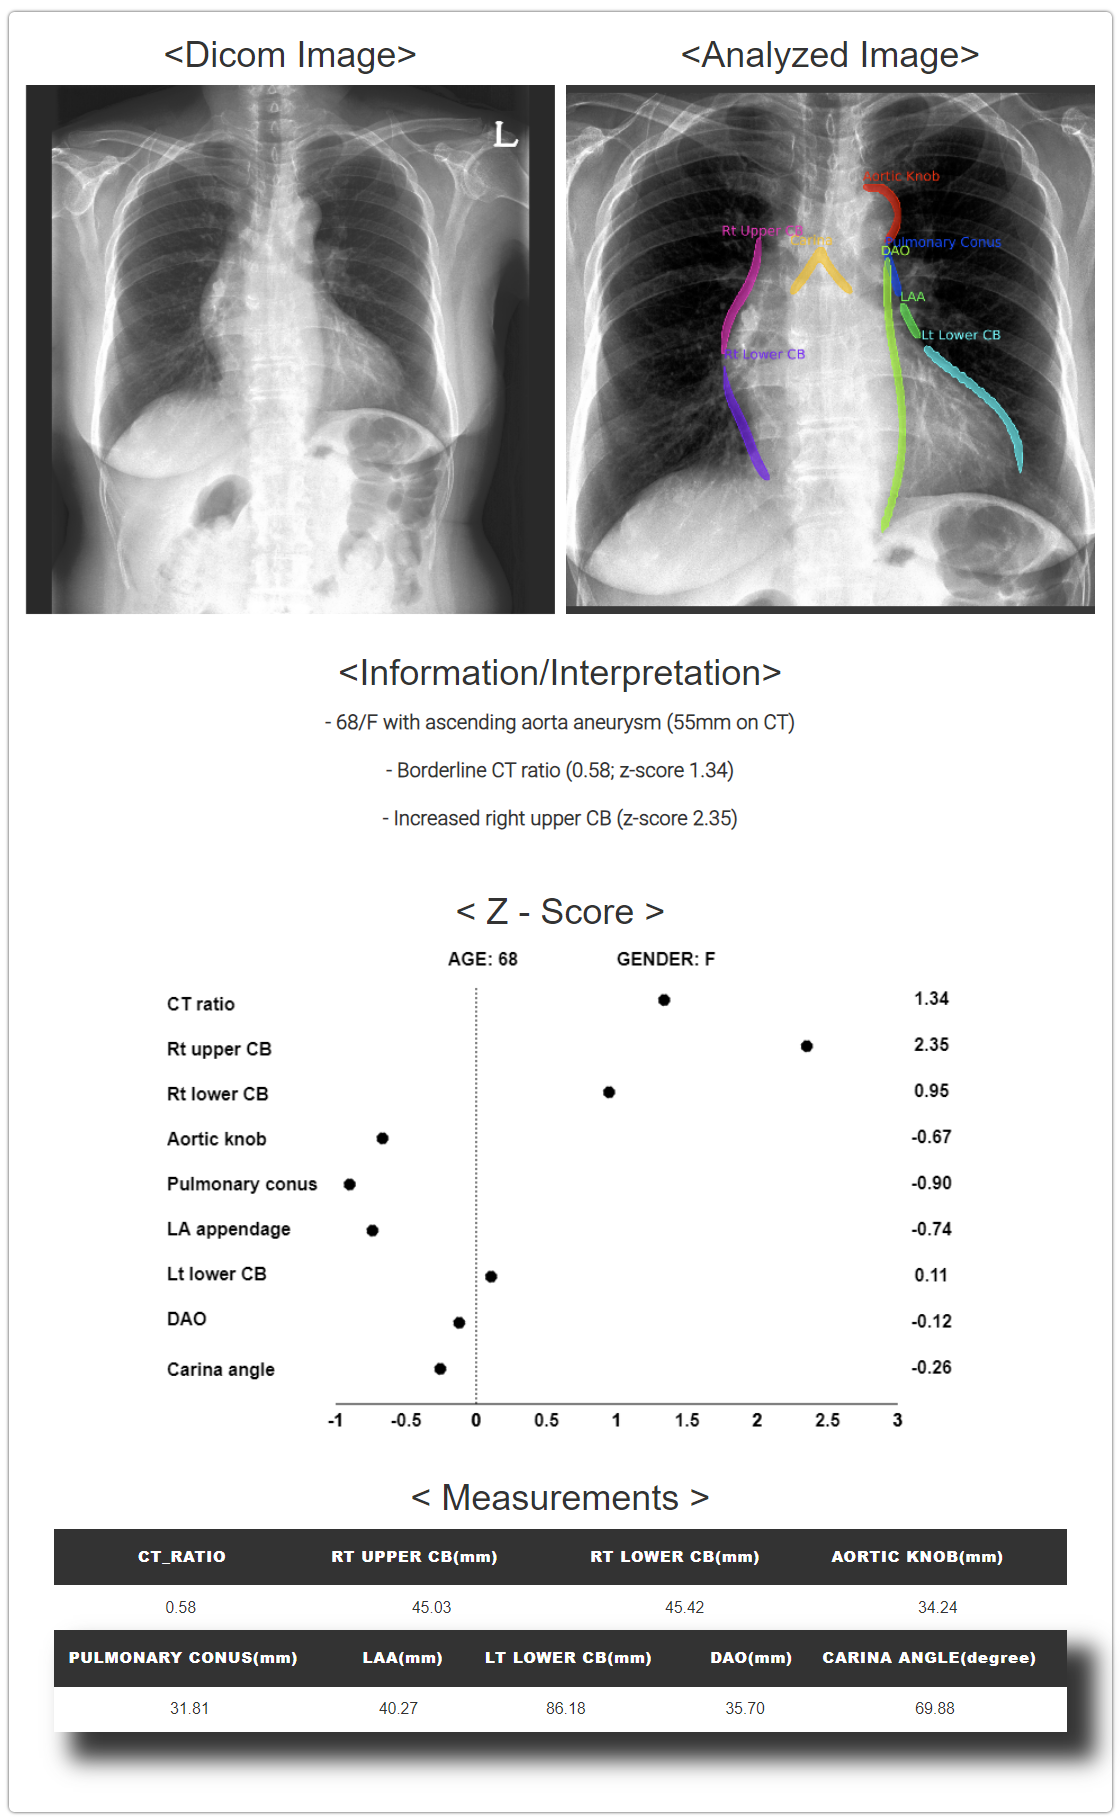 <Dicom Image>
<Analyzed Image>
L
Aortic Knob
Rt Upper CB
Carina
Pulmonary Conus
DAO
LAA
Lt Lower CB
Rt Lower CB
<Information/Interpretation>
- 68/F with ascending aorta aneurysm (55mm on CT)
- Borderline CT ratio (0.58; z-score 1.34)
- Increased right upper CB (z-score 2.35)
< Z - Score >
AGE: 68 GENDER: F
CT ratio 1.34
Rt upper CB 2.35
Rt lower CB 0.95
Aortic knob -0.67
Pulmonary conus -0.90
LA appendage -0.74
Lt lower CB 0.11
DAO -0.12
Carina angle -0.26
-1 -0.5 0 0.5 1 1.5 2 2.5 3
< Measurements >
CT_RATIO RT UPPER CB(mm) RT LOWER CB(mm) AORTIC KNOB(mm)
0.58 45.03 45.42 34.24
PULMONARY CONUS(mm) LAA(mm) LT LOWER CB(mm) DAO(mm) CARINA ANGLE(degree)
31.81 40.27 86.18 35.70 69.88